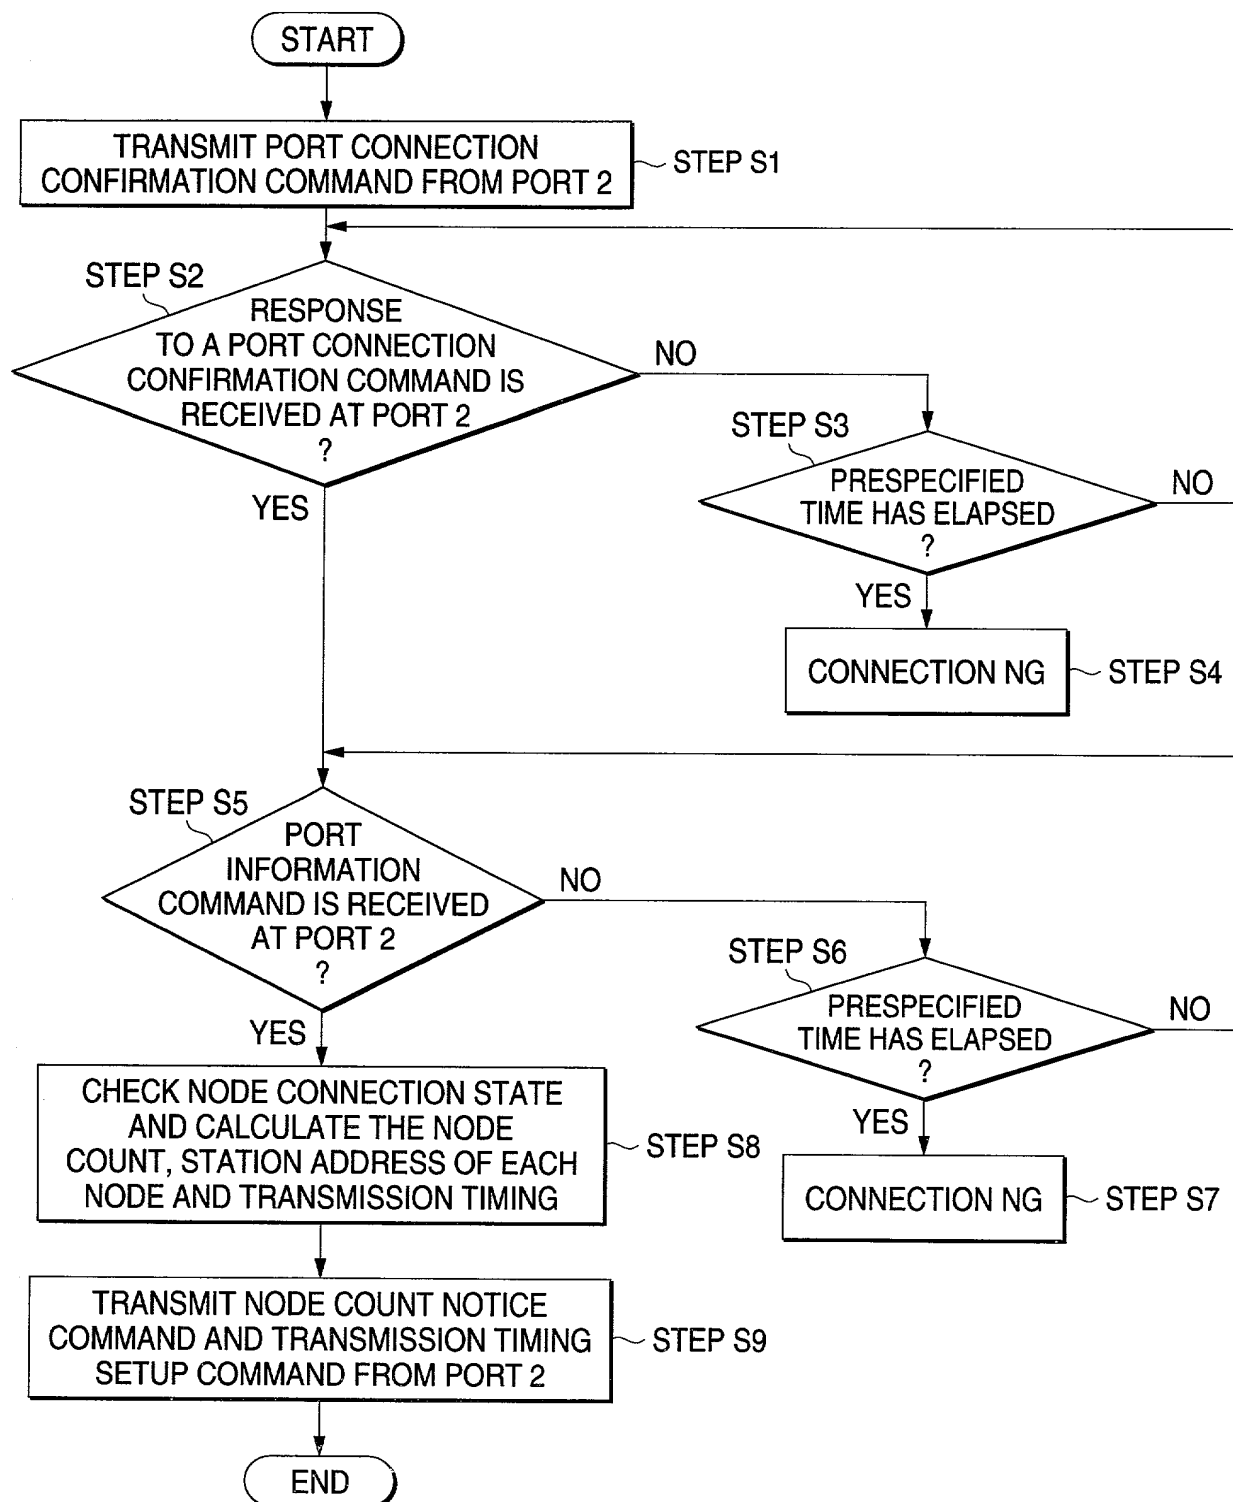 START
TRANSMIT PORT CONNECTION
CONFIRMATION COMMAND FROM PORT 2
STEP S1
STEP S2
RESPONSE
TO A PORT CONNECTION
CONFIRMATION COMMAND IS
RECEIVED AT PORT 2
?
NO
YES
STEP S3
PRESPECIFIED
TIME HAS ELAPSED
?
NO
YES
CONNECTION NG
STEP S4
STEP S5
PORT
INFORMATION
COMMAND IS RECEIVED
AT PORT 2
?
NO
YES
STEP S6
PRESPECIFIED
TIME HAS ELAPSED
?
NO
YES
CONNECTION NG
STEP S7
CHECK NODE CONNECTION STATE
AND CALCULATE THE NODE
COUNT, STATION ADDRESS OF EACH
NODE AND TRANSMISSION TIMING
STEP S8
TRANSMIT NODE COUNT NOTICE
COMMAND AND TRANSMISSION TIMING
SETUP COMMAND FROM PORT 2
STEP S9
END